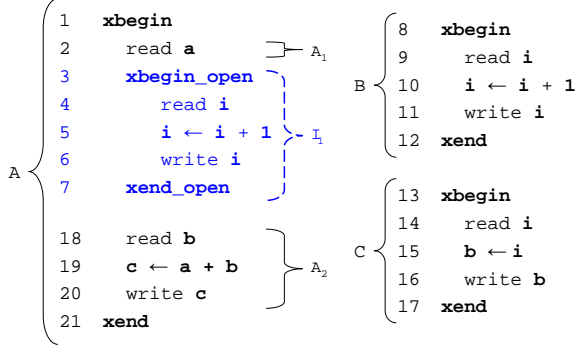 A
1 xbegin
2 read a
A1
3 xbegin_open
4 read i
5 i ← i + 1
6 write i
7 xend_open
I1
18 read b
19 c ← a + b
20 write c
A2
21 xend
B
8 xbegin
9 read i
10 i ← i + 1
11 write i
12 xend
C
13 xbegin
14 read i
15 b ← i
16 write b
17 xend